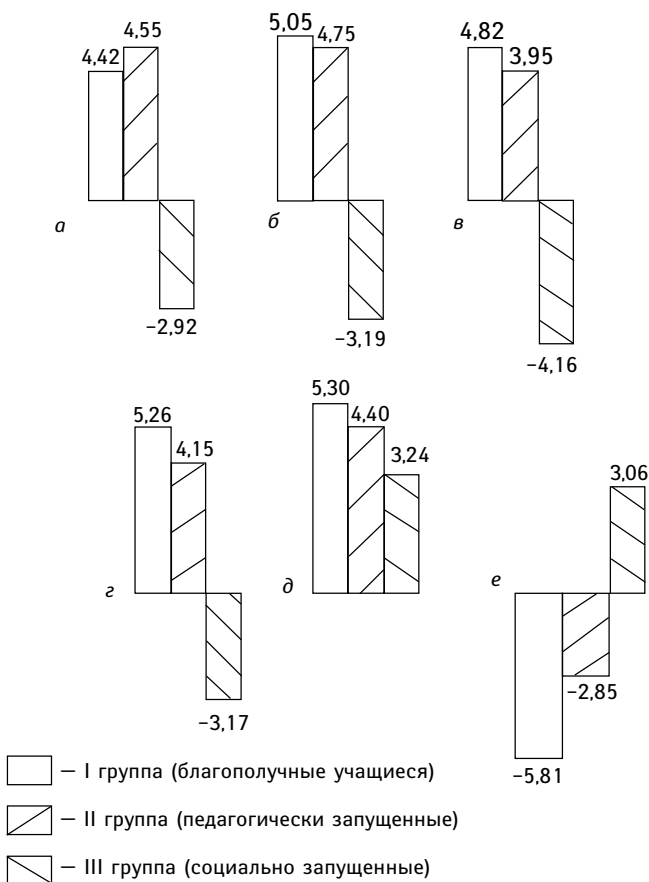 4,42
4,55
а
−2,92
5,05
4,75
б
−3,19
4,82
3,95
в
−4,16
5,26
4,15
г
−3,17
5,30
4,40
3,24
д
3,06
е
−2,85
−5,81
— I группа (благополучные учащиеся)
— II группа (педагогически запущенные)
— III группа (социально запущенные)